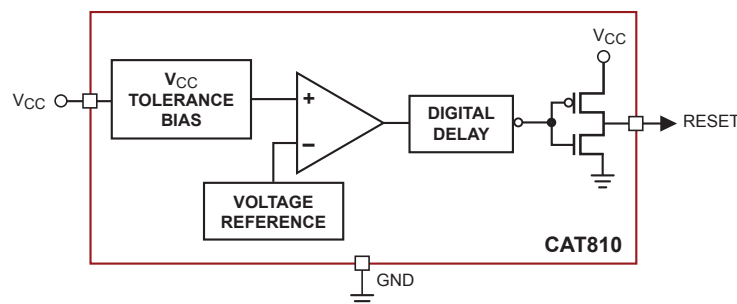 VCC
VCC
TOLERANCE
BIAS
+
−
VOLTAGE
REFERENCE
DIGITAL
DELAY
VCC
RESET
CAT810
GND